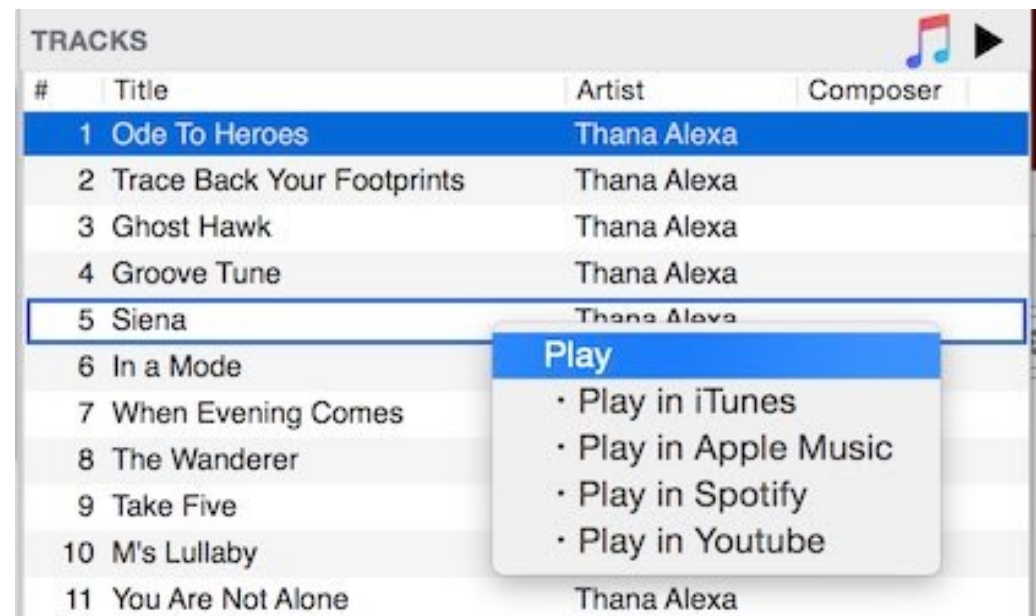 TRACKS
# Title Artist Composer
1 Ode To Heroes Thana Alexa
2 Trace Back Your Footprints Thana Alexa
3 Ghost Hawk Thana Alexa
4 Groove Tune Thana Alexa
5 Siena Thana Alexa
Play
6 In a Mode
· Play in iTunes
7 When Evening Comes
· Play in Apple Music
8 The Wanderer
· Play in Spotify
9 Take Five
· Play in Youtube
10 M's Lullaby
11 You Are Not Alone Thana Alexa